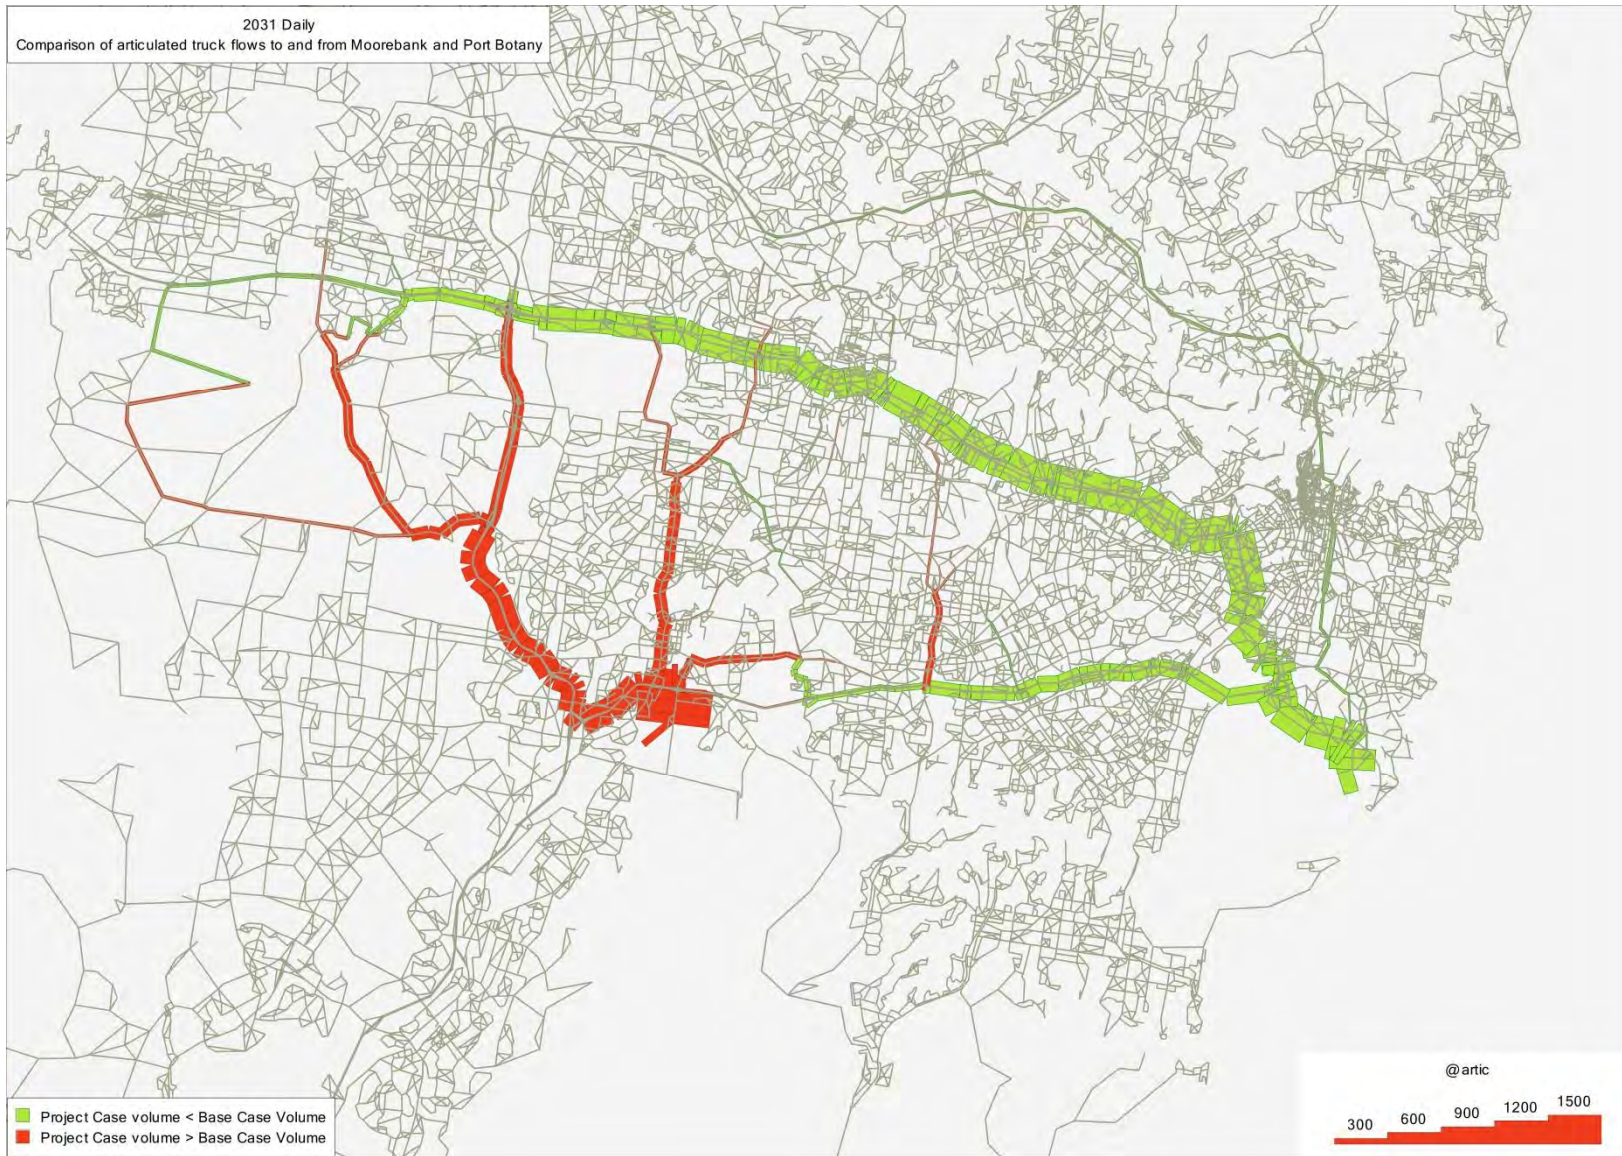 2031 Daily
Comparison of articulated truck flows to and from Moorebank and Port Botany
Project Case volume < Base Case Volume
Project Case volume > Base Case Volume
@artic
300 600 900 1200 1500